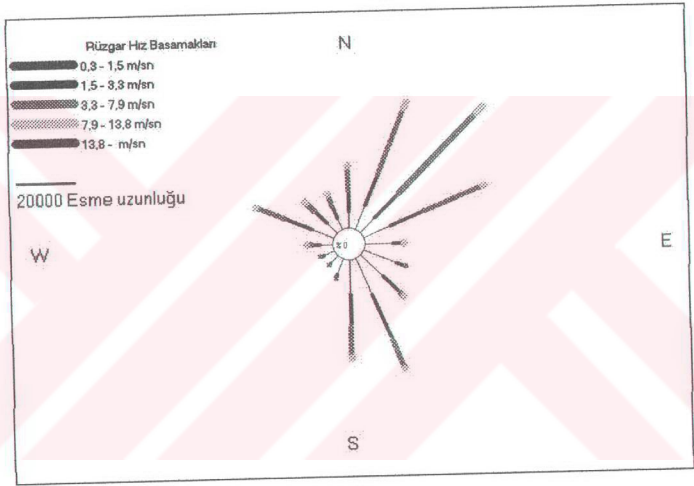 N
Rüzgar Hız Basamakları
0,3 - 1,5 m/sn
1,5 - 3,3 m/sn
3,3 - 7,9 m/sn
7,9 - 13,8 m/sn
13,8 - m/sn
20000 Esme uzunluğu
W
%0
E
S